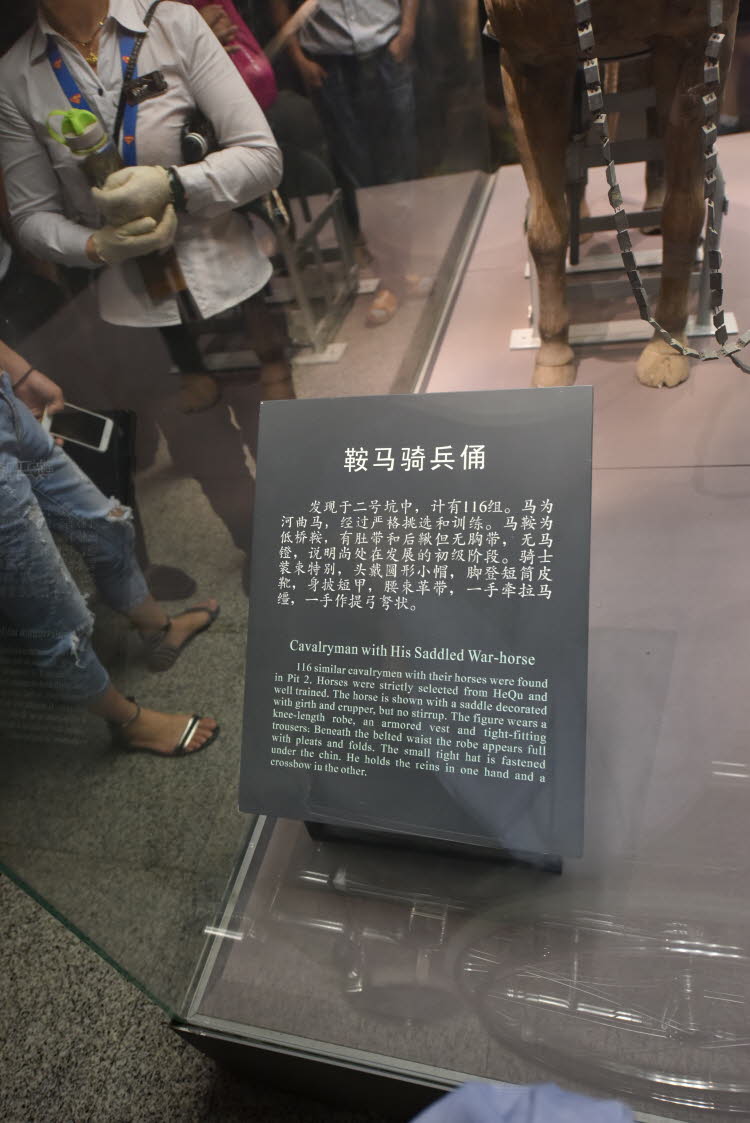 鞍马骑兵俑
发现于二号坑中，计有116组。马为
河曲马，经过严格挑选和训练。马鞍为
低桥鞍，有肚带和后鞦但无胸带，无马
镫，说明尚处在发展的初级阶段。骑士
装束特别，头戴圆形小帽，脚登短筒皮
靴，身披短甲，腰束革带，一手牵拉马
缰，一手作提弓弩状。
Cavalryman with His Saddled War-horse
116 similar cavalrymen with their horses were found
in Pit 2. Horses were strictly selected from HeQu and
well trained. The horse is shown with a saddle decorated
with girth and crupper, but no stirrup. The figure wears a
knee-length robe, an armored vest and tight-fitting
trousers. Beneath the belted waist the robe appears full
with pleats and folds. The small tight hat is fastened
under the chin. He holds the reins in one hand and a
crossbow in the other.